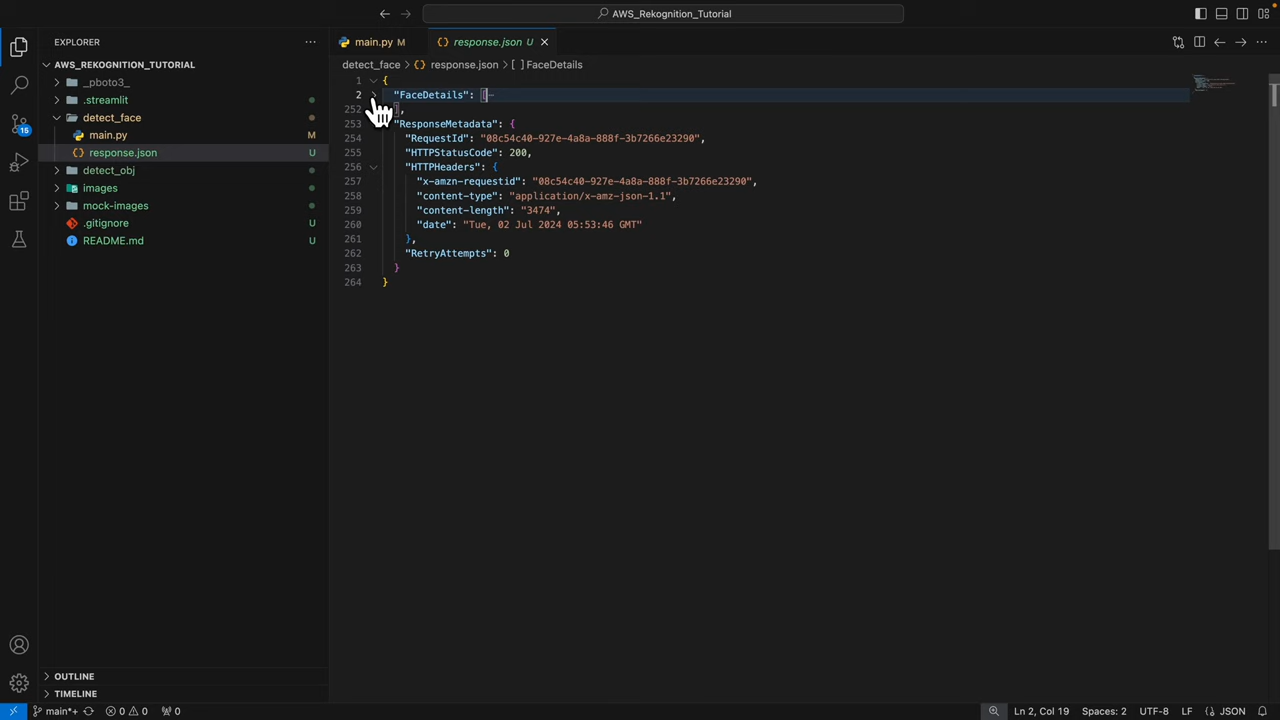 AWS_Rekognition_Tutorial
EXPLORER
AWS_REKOGNITION_TUTORIAL
_pboto3_
.streamlit
detect_face
main.py M
response.json U
detect_obj
images
mock-images
.gitignore U
README.md U
OUTLINE
TIMELINE
15
main.py M
response.json U
detect_face > response.json > [ ] FaceDetails
1 {
2 "FaceDetails": [
252 ],
253 "ResponseMetadata": {
254 "RequestId": "08c54c40-927e-4a8a-888f-3b7266e23290",
255 "HTTPStatusCode": 200,
256 "HTTPHeaders": {
257 "x-amzn-requestid": "08c54c40-927e-4a8a-888f-3b7266e23290",
258 "content-type": "application/x-amz-json-1.1",
259 "content-length": "3474",
260 "date": "Tue, 02 Jul 2024 05:53:46 GMT"
261 },
262 "RetryAttempts": 0
263 }
264 }
main*+ 0 0 0 Ln 2, Col 19 Spaces: 2 UTF-8 LF {} JSON